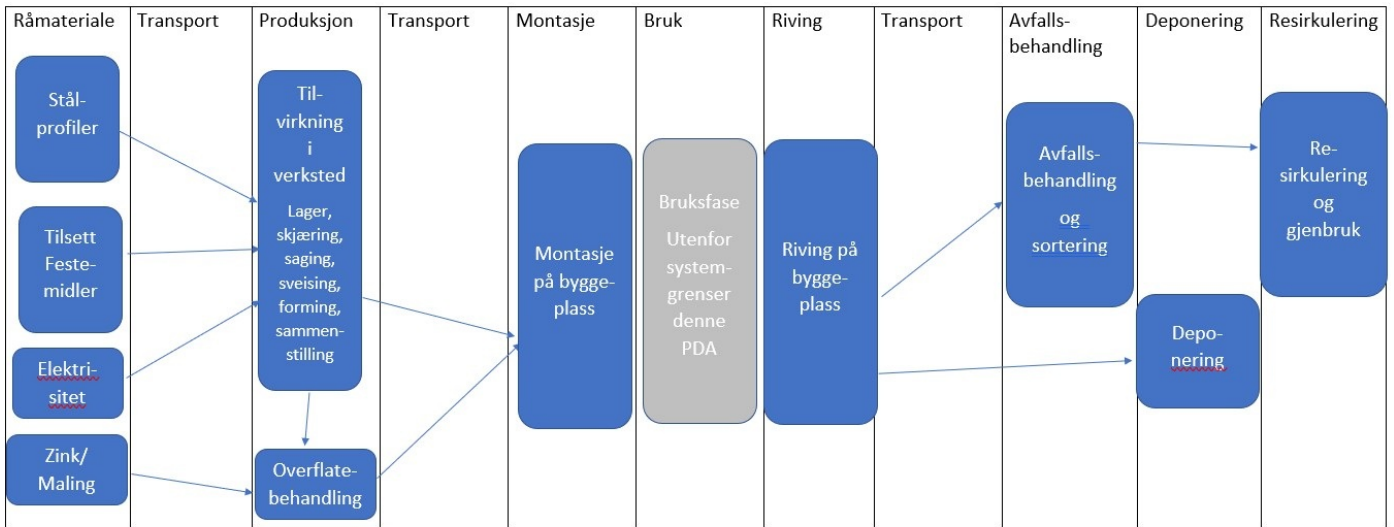 Råmateriale
Transport
Produksjon
Transport
Montasje
Bruk
Riving
Transport
Avfalls-
behandling
Deponering
Resirkulering
Stål-
profiler
Tilsett
Feste-
midler
Elektri-
sitet
Zink/
Maling
Til-
virkning
i
verksted
Lager,
skjæring,
saging,
sveising,
forming,
sammen-
stilling
Overflate-
behandling
Montasje
på bygge-
plass
Bruksfase
Utenfor
system-
grenser
denne
PDA
Riving på
bygge-
plass
Avfalls-
behandling
og
sortering
Depo-
nering
Re-
sirkulering
og
gjenbruk